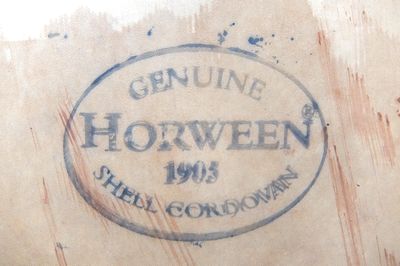 GENUINE
HORWEEN®
1905
SHELL CORDOVAN